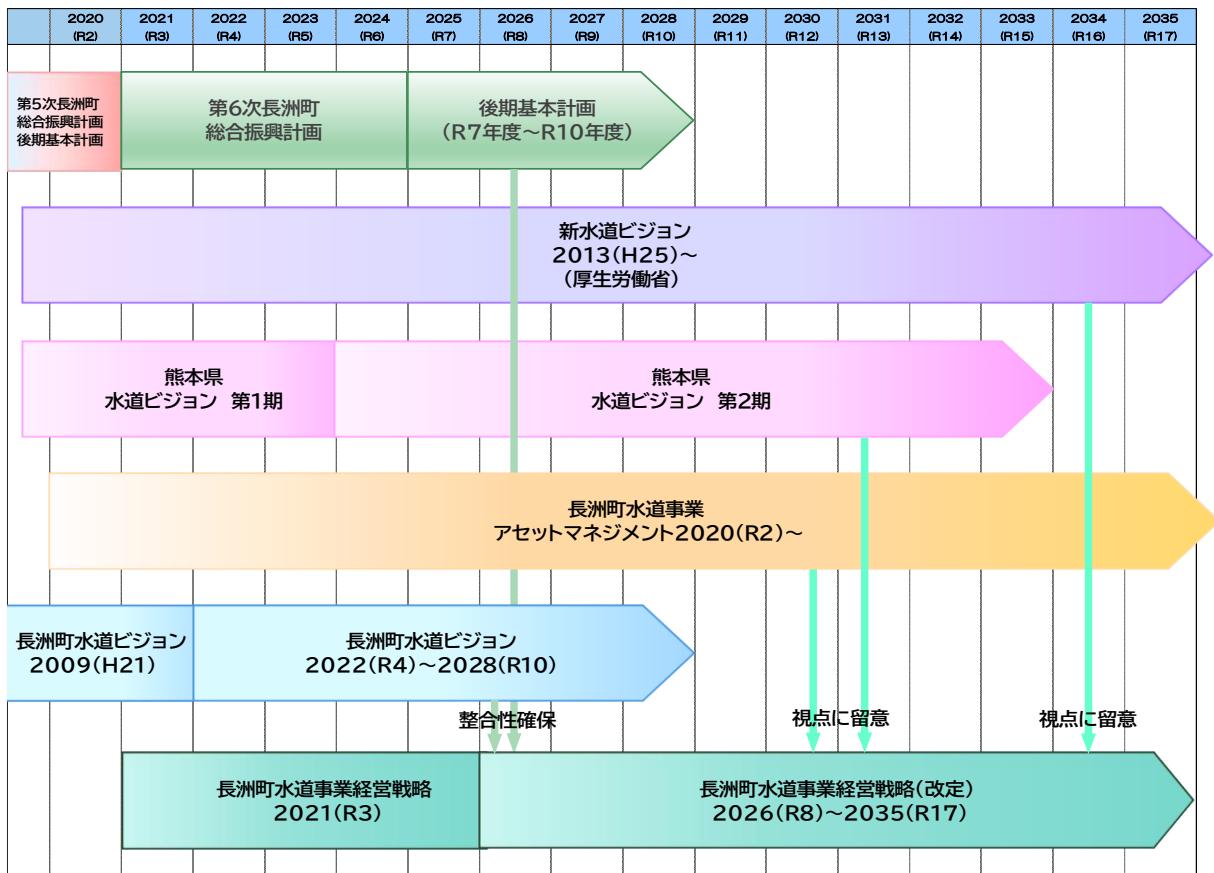 2020 2021 2022 2023 2024 2025 2026 2027 2028 2029 2030 2031 2032 2033 2034 2035
(R2) (R3) (R4) (R5) (R6) (R7) (R8) (R9) (R10) (R11) (R12) (R13) (R14) (R15) (R16) (R17)
第5次長洲町
総合振興計画
後期基本計画
第6次長洲町
総合振興計画
後期基本計画
(R7年度～R10年度)
新水道ビジョン
2013(H25)～
(厚生労働省)
熊本県
水道ビジョン 第1期
熊本県
水道ビジョン 第2期
長洲町水道事業
アセットマネジメント2020(R2)～
長洲町水道ビジョン
2009(H21)
長洲町水道ビジョン
2022(R4)～2028(R10)
整合性確保
視点に留意
視点に留意
長洲町水道事業経営戦略
2021(R3)
長洲町水道事業経営戦略(改定)
2026(R8)～2035(R17)